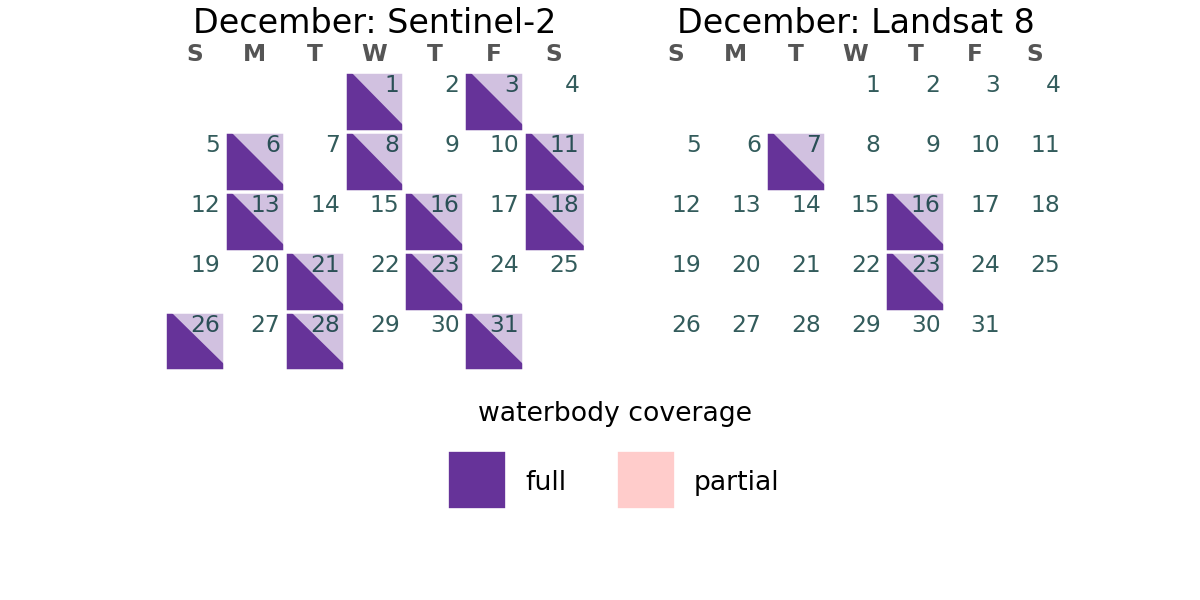 December: Sentinel-2
S M T W T F S
1 2 3 4
5 6 7 8 9 10 11
12 13 14 15 16 17 18
19 20 21 22 23 24 25
26 27 28 29 30 31
December: Landsat 8
S M T W T F S
1 2 3 4
5 6 7 8 9 10 11
12 13 14 15 16 17 18
19 20 21 22 23 24 25
26 27 28 29 30 31
waterbody coverage
full
partial